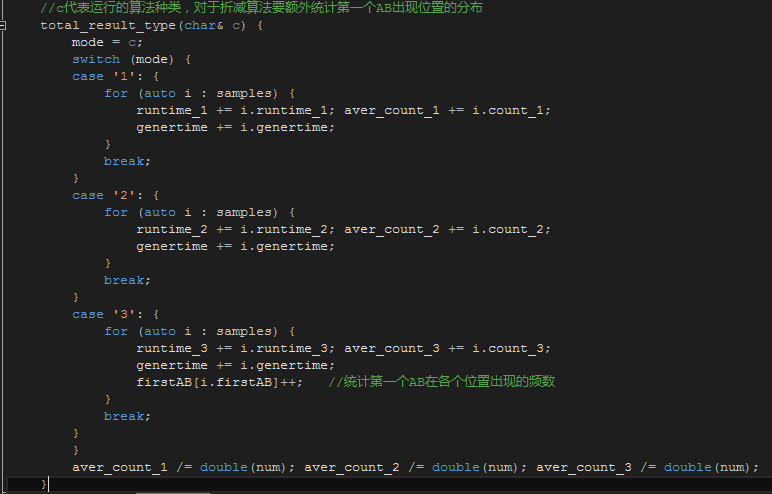 //c代表运行的算法种类，对于折减算法要额外统计第一个AB出现位置的分布
total_result_type(char& c) {
    mode = c;
    switch (mode) {
    case '1': {
        for (auto i : samples) {
            runtime_1 += i.runtime_1; aver_count_1 += i.count_1;
            genertime += i.genertime;
        }
        break;
    }
    case '2': {
        for (auto i : samples) {
            runtime_2 += i.runtime_2; aver_count_2 += i.count_2;
            genertime += i.genertime;
        }
        break;
    }
    case '3': {
        for (auto i : samples) {
            runtime_3 += i.runtime_3; aver_count_3 += i.count_3;
            genertime += i.genertime;
            firstAB[i.firstAB]++;   //统计第一个AB在各个位置出现的频数
        }
        break;
    }
    }
    aver_count_1 /= double(num); aver_count_2 /= double(num); aver_count_3 /= double(num);
}